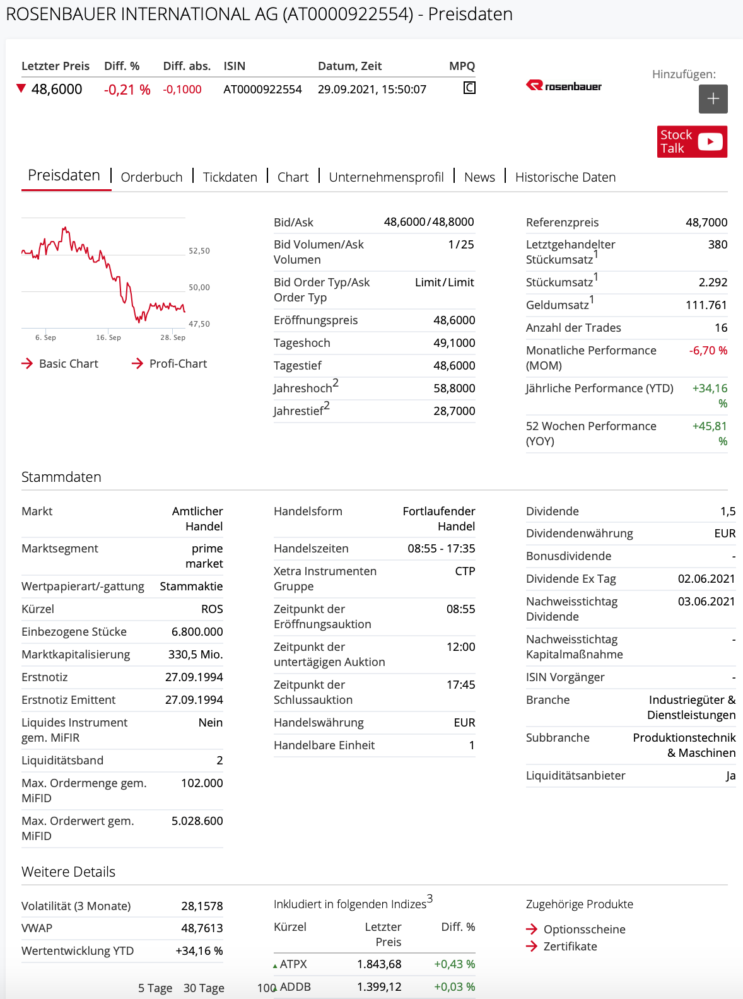 ROSENBAUER INTERNATIONAL AG (AT0000922554) - Preisdaten
Letzter Preis Diff. % Diff. abs. ISIN Datum, Zeit MPQ
48,6000 -0,21 % -0,1000 AT0000922554 29.09.2021, 15:50:07 C
rosenbauer
Hinzufügen:
+
Stock
Talk
Preisdaten | Orderbuch | Tickdaten | Chart | Unternehmensprofil | News | Historische Daten
52,50
50,00
47,50
6. Sep 16. Sep 28. Sep
Basic Chart Profi-Chart
Bid/Ask 48,6000/48,8000
Bid Volumen/Ask 1/25
Volumen
Bid Order Typ/Ask Limit/Limit
Order Typ
Eröffnungspreis 48,6000
Tageshoch 49,1000
Tagestief 48,6000
Jahreshoch2 58,8000
Jahrestief2 28,7000
Referenzpreis 48,7000
Letztgehandelter 380
Stückumsatz1
Stückumsatz1 2.292
Geldumsatz1 111.761
Anzahl der Trades 16
Monatliche Performance -6,70 %
(MOM)
Jährliche Performance (YTD) +34,16
%
52 Wochen Performance +45,81
(YOY) %
Stammdaten
Markt Amtlicher
Handel
Marktsegment prime
market
Wertpapierart/-gattung Stammaktie
Kürzel ROS
Einbezogene Stücke 6.800.000
Marktkapitalisierung 330,5 Mio.
Erstnotiz 27.09.1994
Erstnotiz Emittent 27.09.1994
Liquides Instrument Nein
gem. MiFIR
Liquiditätsband 2
Max. Ordermenge gem. 102.000
MiFID
Max. Orderwert gem. 5.028.600
MiFID
Handelsform Fortlaufender
Handel
Handelszeiten 08:55 - 17:35
Xetra Instrumenten CTP
Gruppe
Zeitpunkt der 08:55
Eröffnungsauktion
Zeitpunkt der 12:00
untertägigen Auktion
Zeitpunkt der 17:45
Schlussauktion
Handelswährung EUR
Handelbare Einheit 1
Dividende 1,5
Dividendenwährung EUR
Bonusdividende -
Dividende Ex Tag 02.06.2021
Nachweisstichtag 03.06.2021
Dividende
Nachweisstichtag -
Kapitalmaßnahme
ISIN Vorgänger -
Branche Industriegüter &
Dienstleistungen
Subbranche Produktionstechnik
& Maschinen
Liquiditätsanbieter Ja
Weitere Details
Volatilität (3 Monate) 28,1578
VWAP 48,7613
Wertentwicklung YTD +34,16 %
5 Tage 30 Tage 100
Inkludiert in folgenden Indizes3
Kürzel Letzter Diff. %
Preis
ATPX 1.843,68 +0,43 %
ADDB 1.399,12 +0,03 %
Zugehörige Produkte
Optionsscheine
Zertifikate